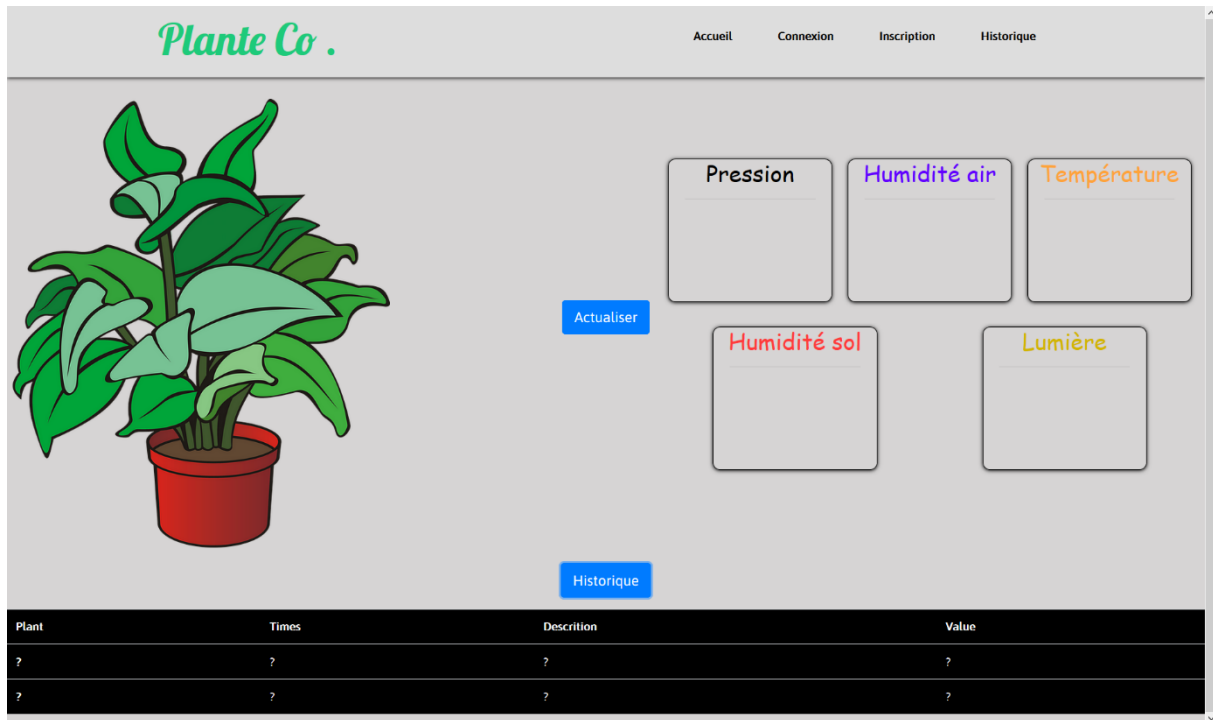 Plante Co .
Accueil Connexion Inscription Historique
Pression
Humidité air
Température
Actualiser
Humidité sol
Lumière
Historique
Plant Times Descrition Value
? ? ? ?
? ? ? ?